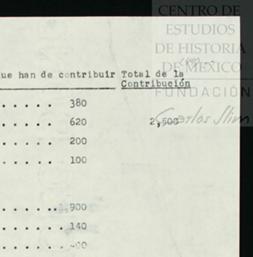 CENTRO DE
ESTUDIOS
DE HISTORIA
DE MÉXICO
FUNDACIÓN
Carlos Slim
que han de contribuir Total de la
Contribución
. . . . . . 380
. . . . . . 620 2,500
. . . . . . 200
. . . . . . 100
. . . . . . 900
. . . . . . 140